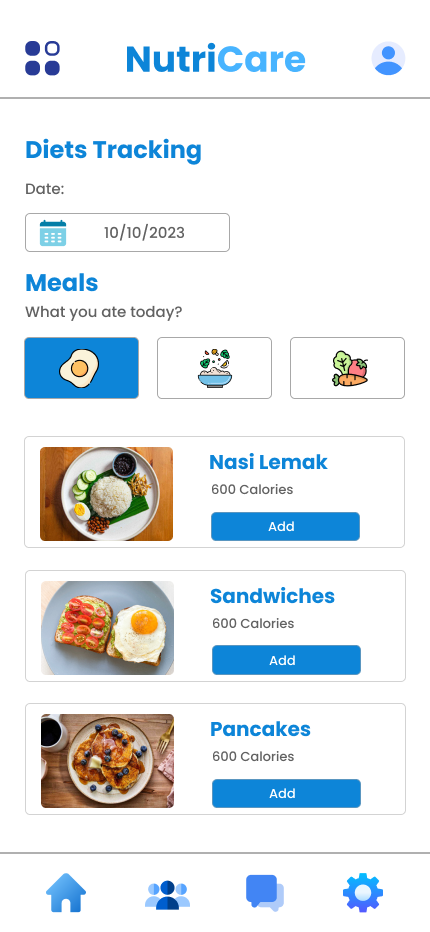 NutriCare
Diets Tracking
Date:
10/10/2023
Meals
What you ate today?
Nasi Lemak
600 Calories
Add
Sandwiches
600 Calories
Add
Pancakes
600 Calories
Add